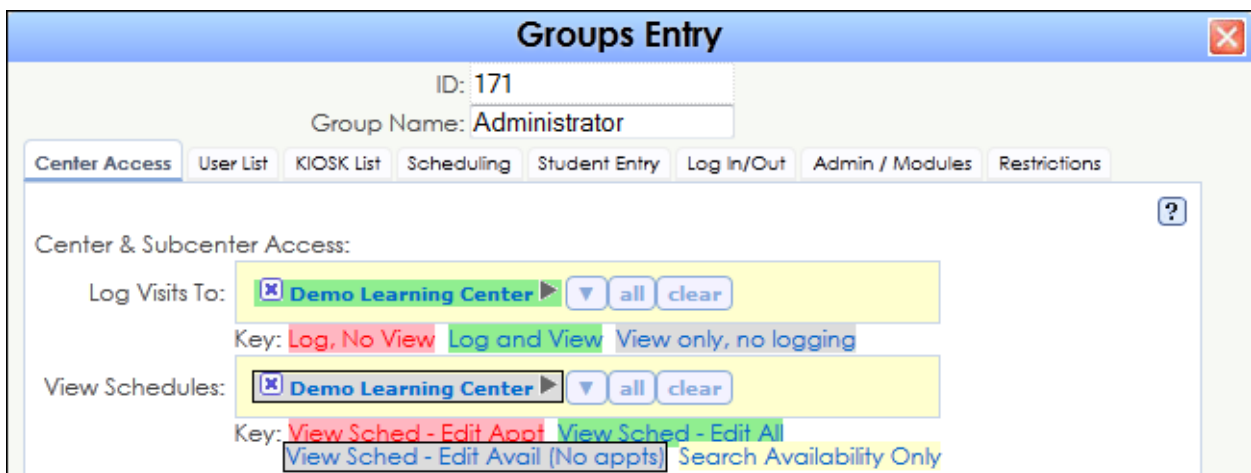 Groups Entry
ID: 171
Group Name: Administrator
Center Access User List KIOSK List Scheduling Student Entry Log In/Out Admin / Modules Restrictions
?
Center & Subcenter Access:
Log Visits To: Demo Learning Center all clear
Key: Log, No View Log and View View only, no logging
View Schedules: Demo Learning Center all clear
Key: View Sched - Edit Appt View Sched - Edit All
View Sched - Edit Avail (No appts) Search Availability Only